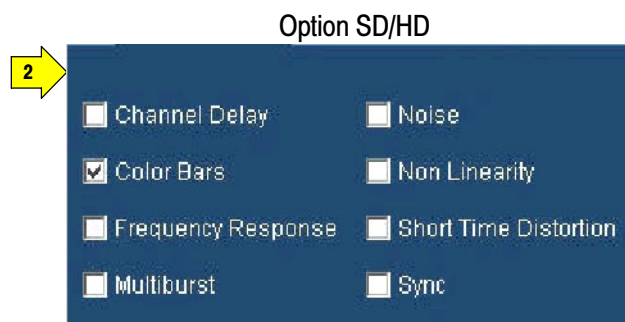 Option SD/HD
2
Channel Delay
Noise
Color Bars
Non Linearity
Frequency Response
Short Time Distortion
Multiburst
Sync